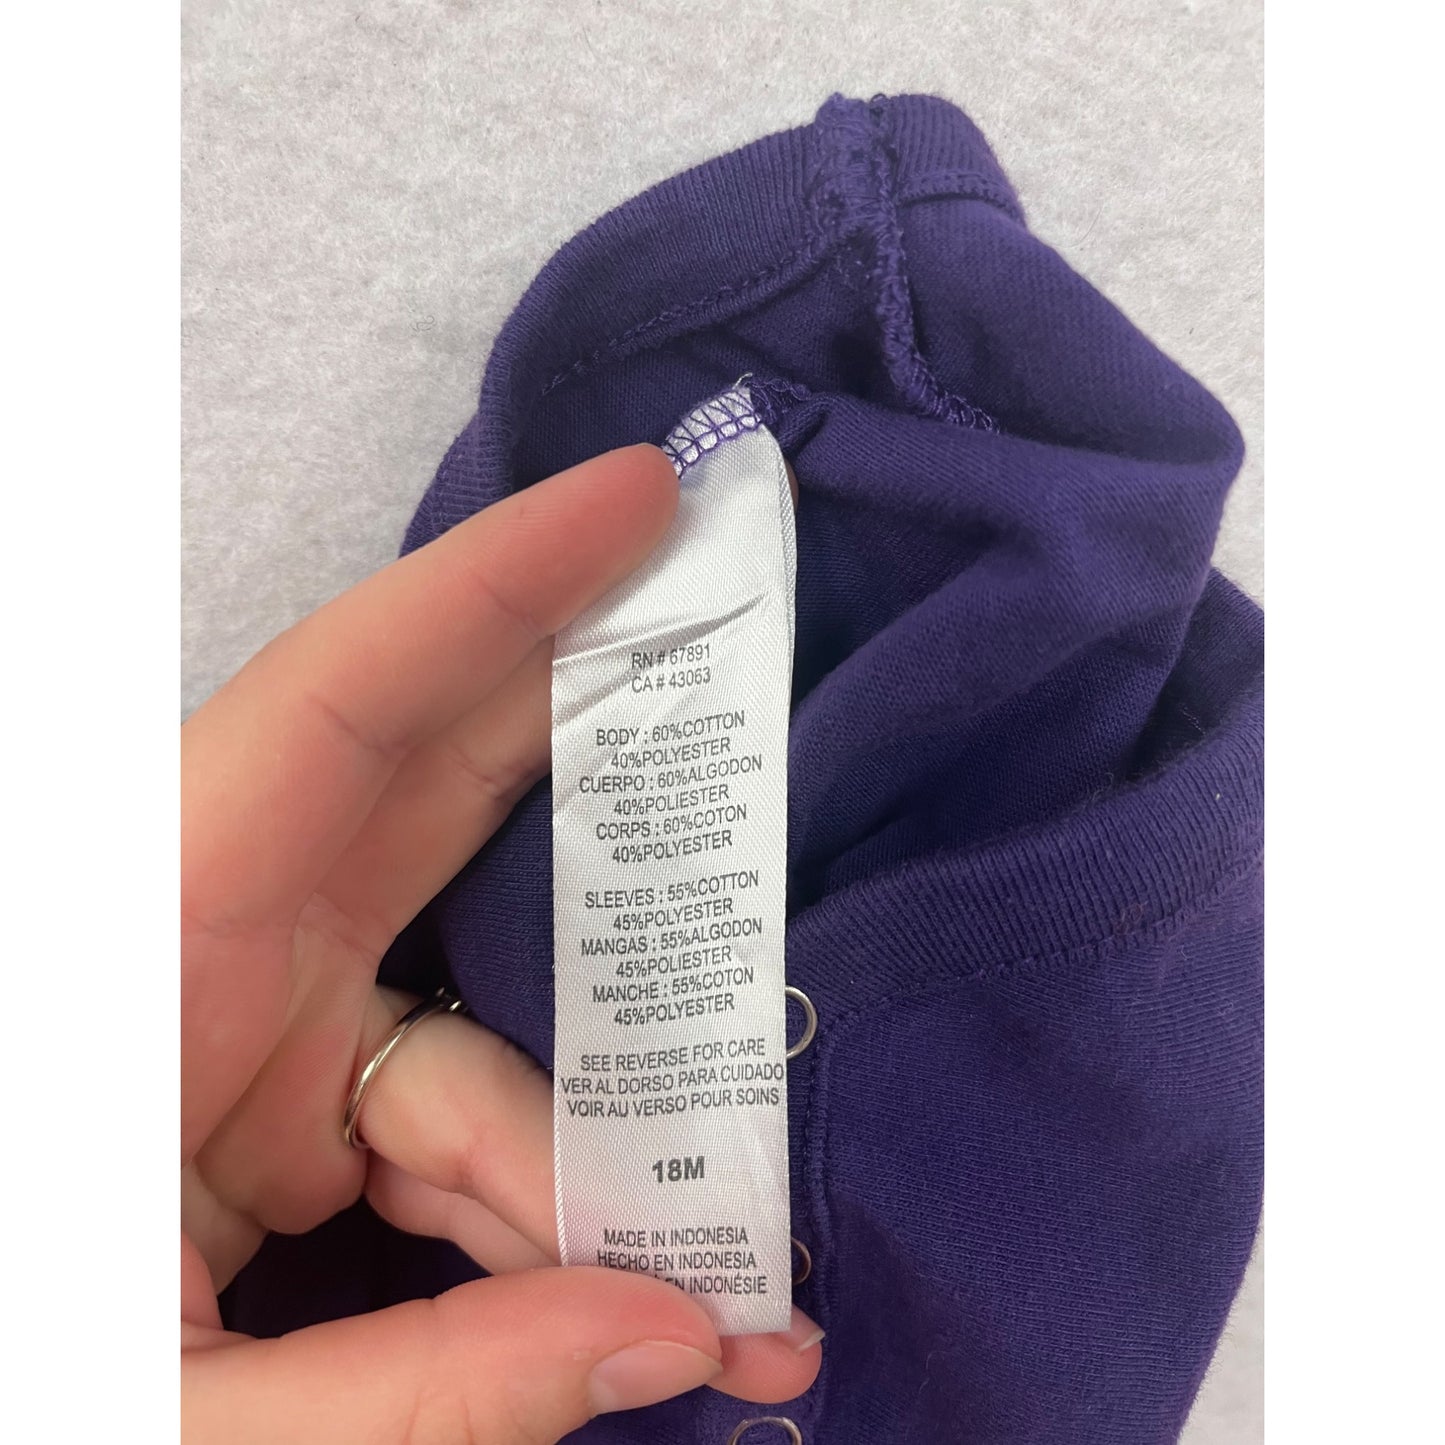 RN # 67891
CA # 43063
BODY : 60%COTTON
40%POLYESTER
CUERPO : 60%ALGODON
40%POLIESTER
CORPS : 60%COTON
40%POLYESTER
SLEEVES : 55%COTTON
45%POLYESTER
MANGAS : 55%ALGODON
45%POLIESTER
MANCHE : 55%COTON
45%POLYESTER
SEE REVERSE FOR CARE
VER AL DORSO PARA CUIDADO
VOIR AU VERSO POUR SOINS
18M
MADE IN INDONESIA
HECHO EN INDONESIA
EN INDONÉSIE